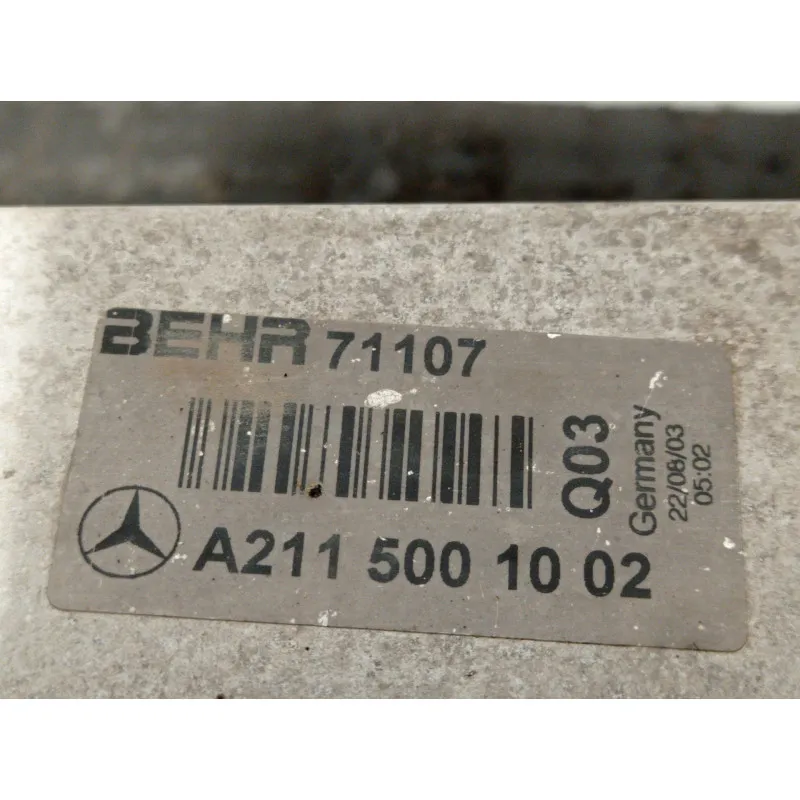 BEHR 71107
Q03
Germany
22/08/03
05:02
A211 500 10 02